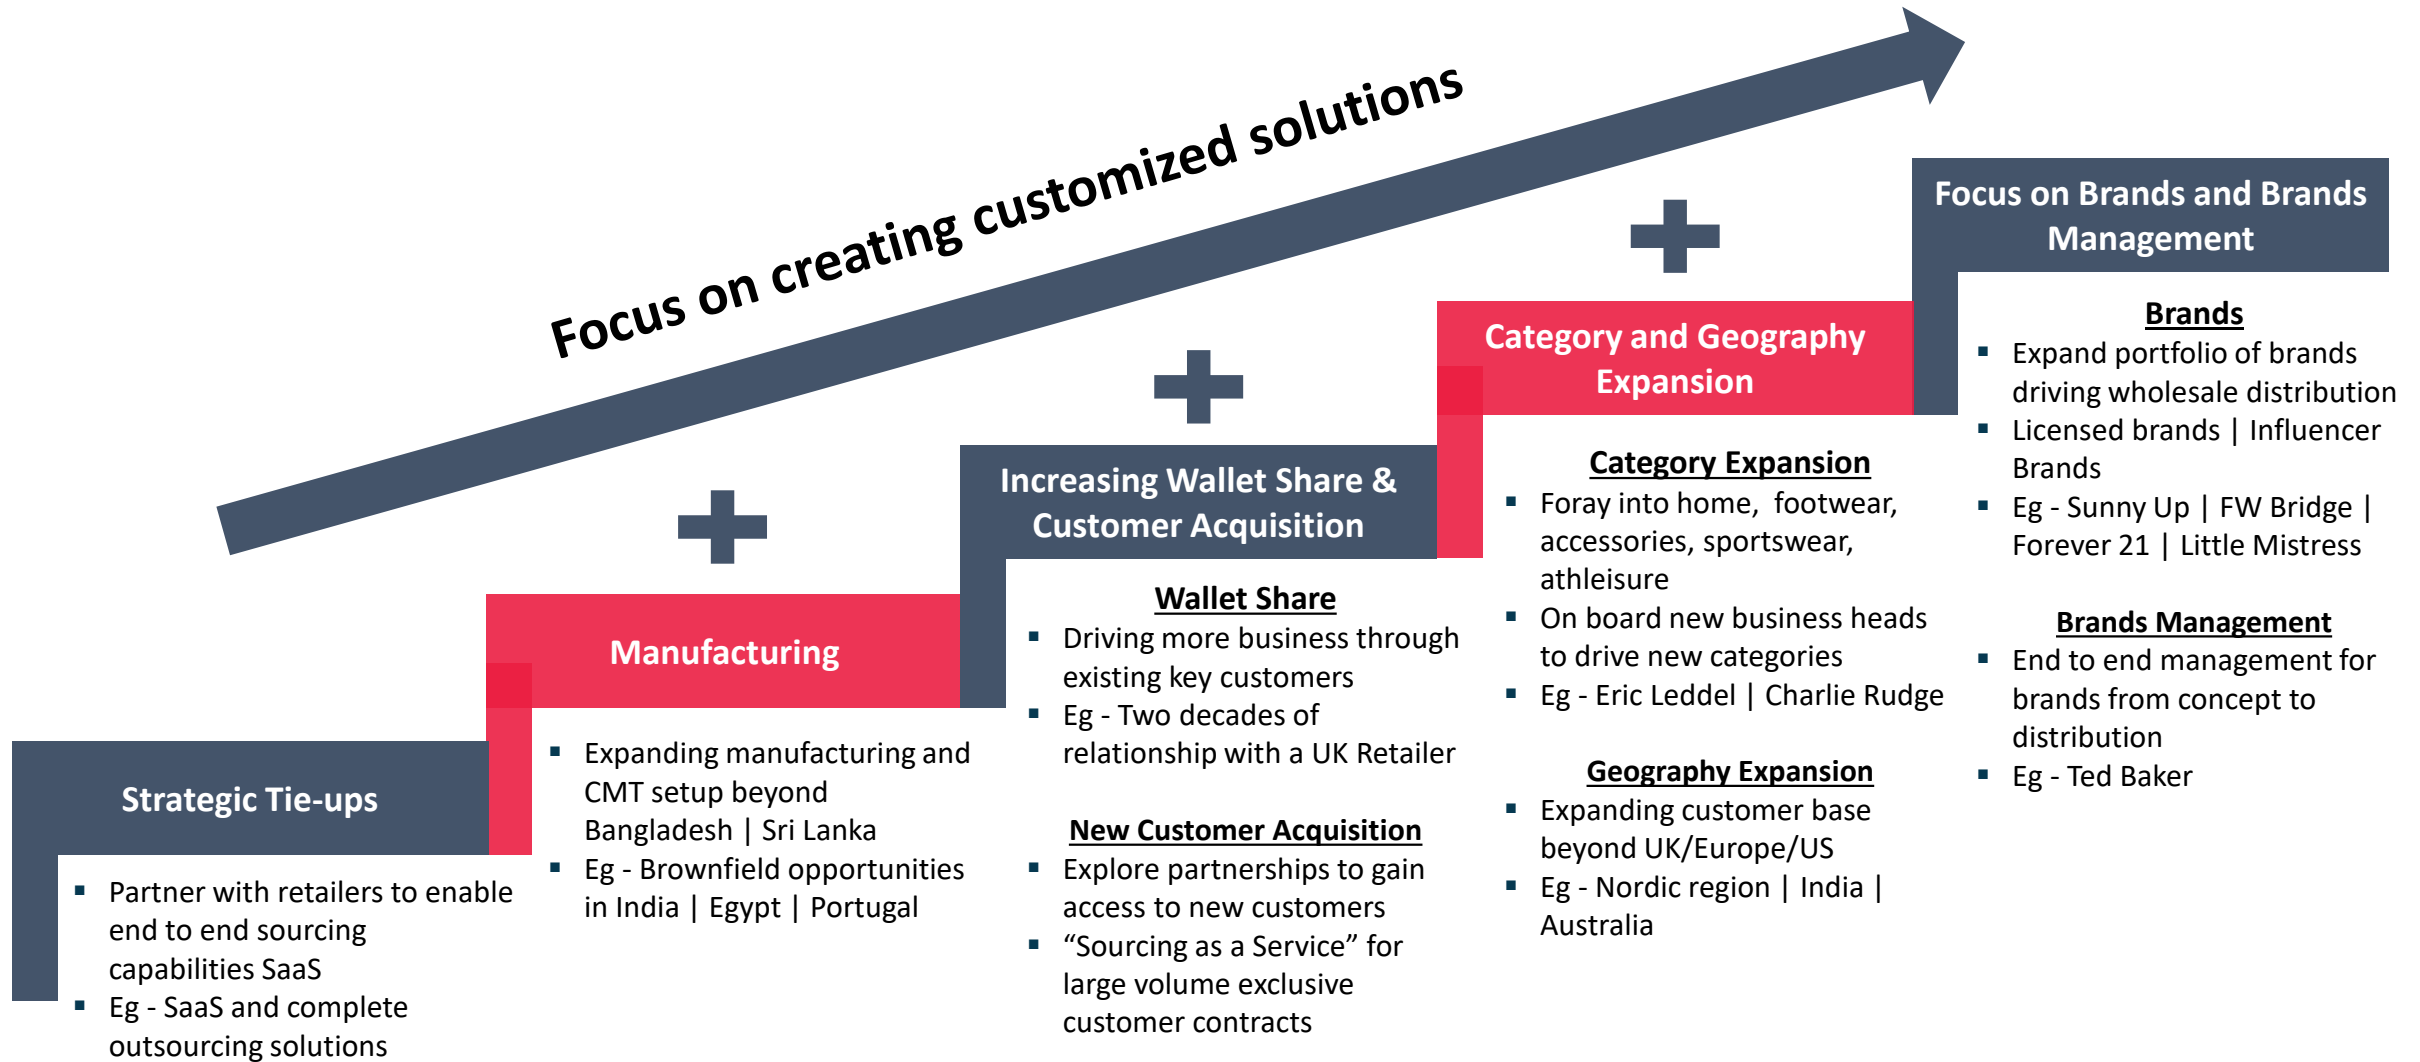 Focus on creating customized solutions
Strategic Tie-ups
▪ Partner with retailers to enable
end to end sourcing
capabilities SaaS
▪ Eg - SaaS and complete
outsourcing solutions
Manufacturing
▪ Expanding manufacturing and
CMT setup beyond
Bangladesh | Sri Lanka
▪ Eg - Brownfield opportunities
in India | Egypt | Portugal
Increasing Wallet Share &
Customer Acquisition
Wallet Share
▪ Driving more business through
existing key customers
▪ Eg - Two decades of
relationship with a UK Retailer
New Customer Acquisition
▪ Explore partnerships to gain
access to new customers
▪ “Sourcing as a Service” for
large volume exclusive
customer contracts
Category and Geography
Expansion
Category Expansion
▪ Foray into home, footwear,
accessories, sportswear,
athleisure
▪ On board new business heads
to drive new categories
▪ Eg - Eric Leddel | Charlie Rudge
Geography Expansion
▪ Expanding customer base
beyond UK/Europe/US
▪ Eg - Nordic region | India |
Australia
Focus on Brands and Brands
Management
Brands
▪ Expand portfolio of brands
driving wholesale distribution
▪ Licensed brands | Influencer
Brands
▪ Eg - Sunny Up | FW Bridge |
Forever 21 | Little Mistress
Brands Management
▪ End to end management for
brands from concept to
distribution
▪ Eg - Ted Baker